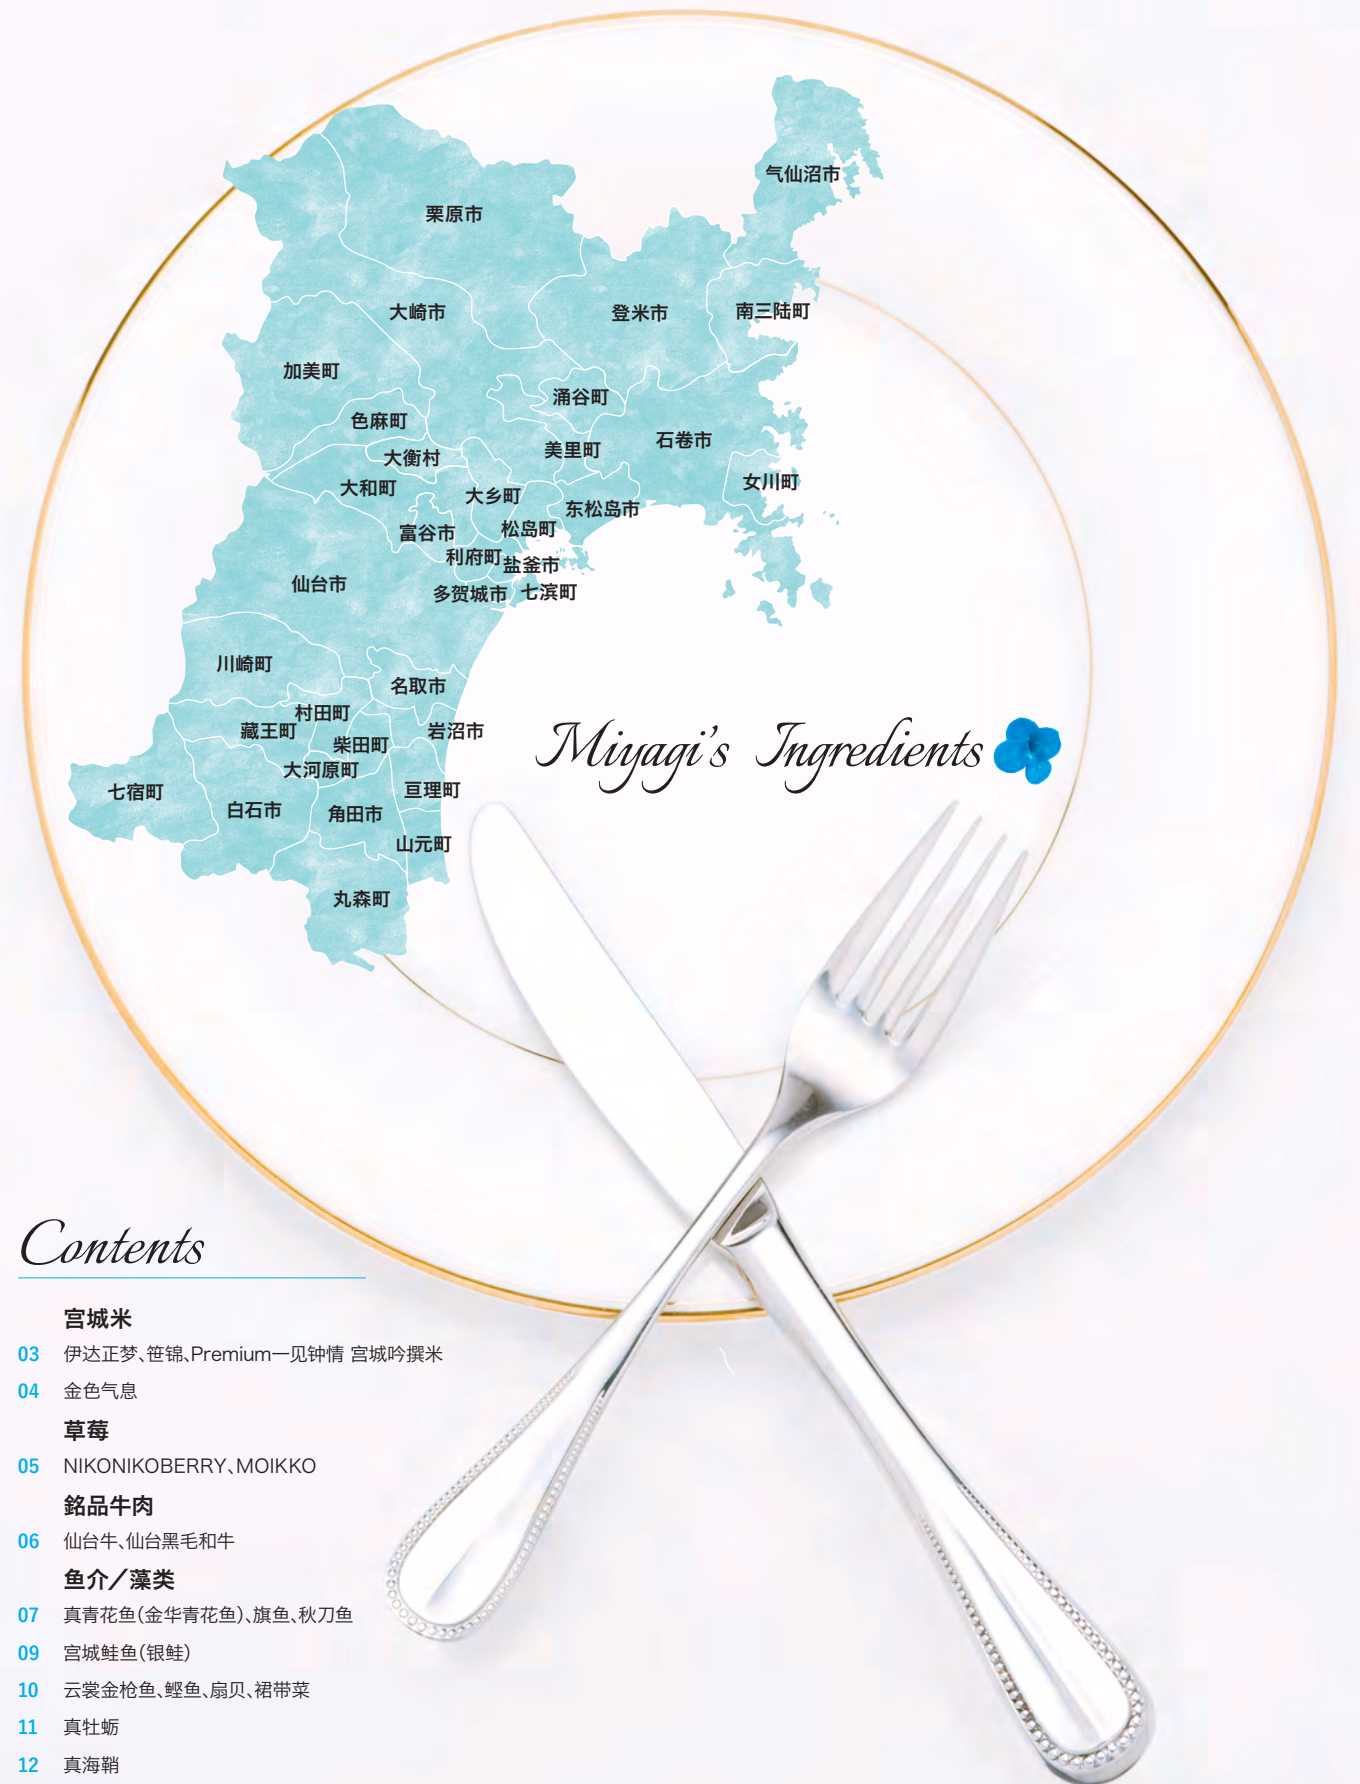 气仙沼市
栗原市
大崎市
登米市
南三陆町
加美町
涌谷町
色麻町
石卷市
美里町
大衡村
女川町
大和町
大乡町
东松岛市
松岛町
富谷市
利府町
盐釜市
仙台市
多贺城市
七滨町
川崎町
名取市
村田町
藏王町
岩沼市
柴田町
大河原町
亘理町
七宿町
白石市
角田市
山元町
丸森町
Miyagi's Ingredients
Contents
宫城米
03 伊达正梦、笹锦、Premium一见钟情 宫城吟撰米
04 金色气息
草莓
05 NIKONIKOBERRY、MOIKKO
銘品牛肉
06 仙台牛、仙台黑毛和牛
鱼介／藻类
07 真青花鱼(金华青花鱼)、旗鱼、秋刀鱼
09 宫城鲑鱼(银鲑)
10 云裳金枪鱼、鲣鱼、扇贝、裙带菜
11 真牡蛎
12 真海鞘